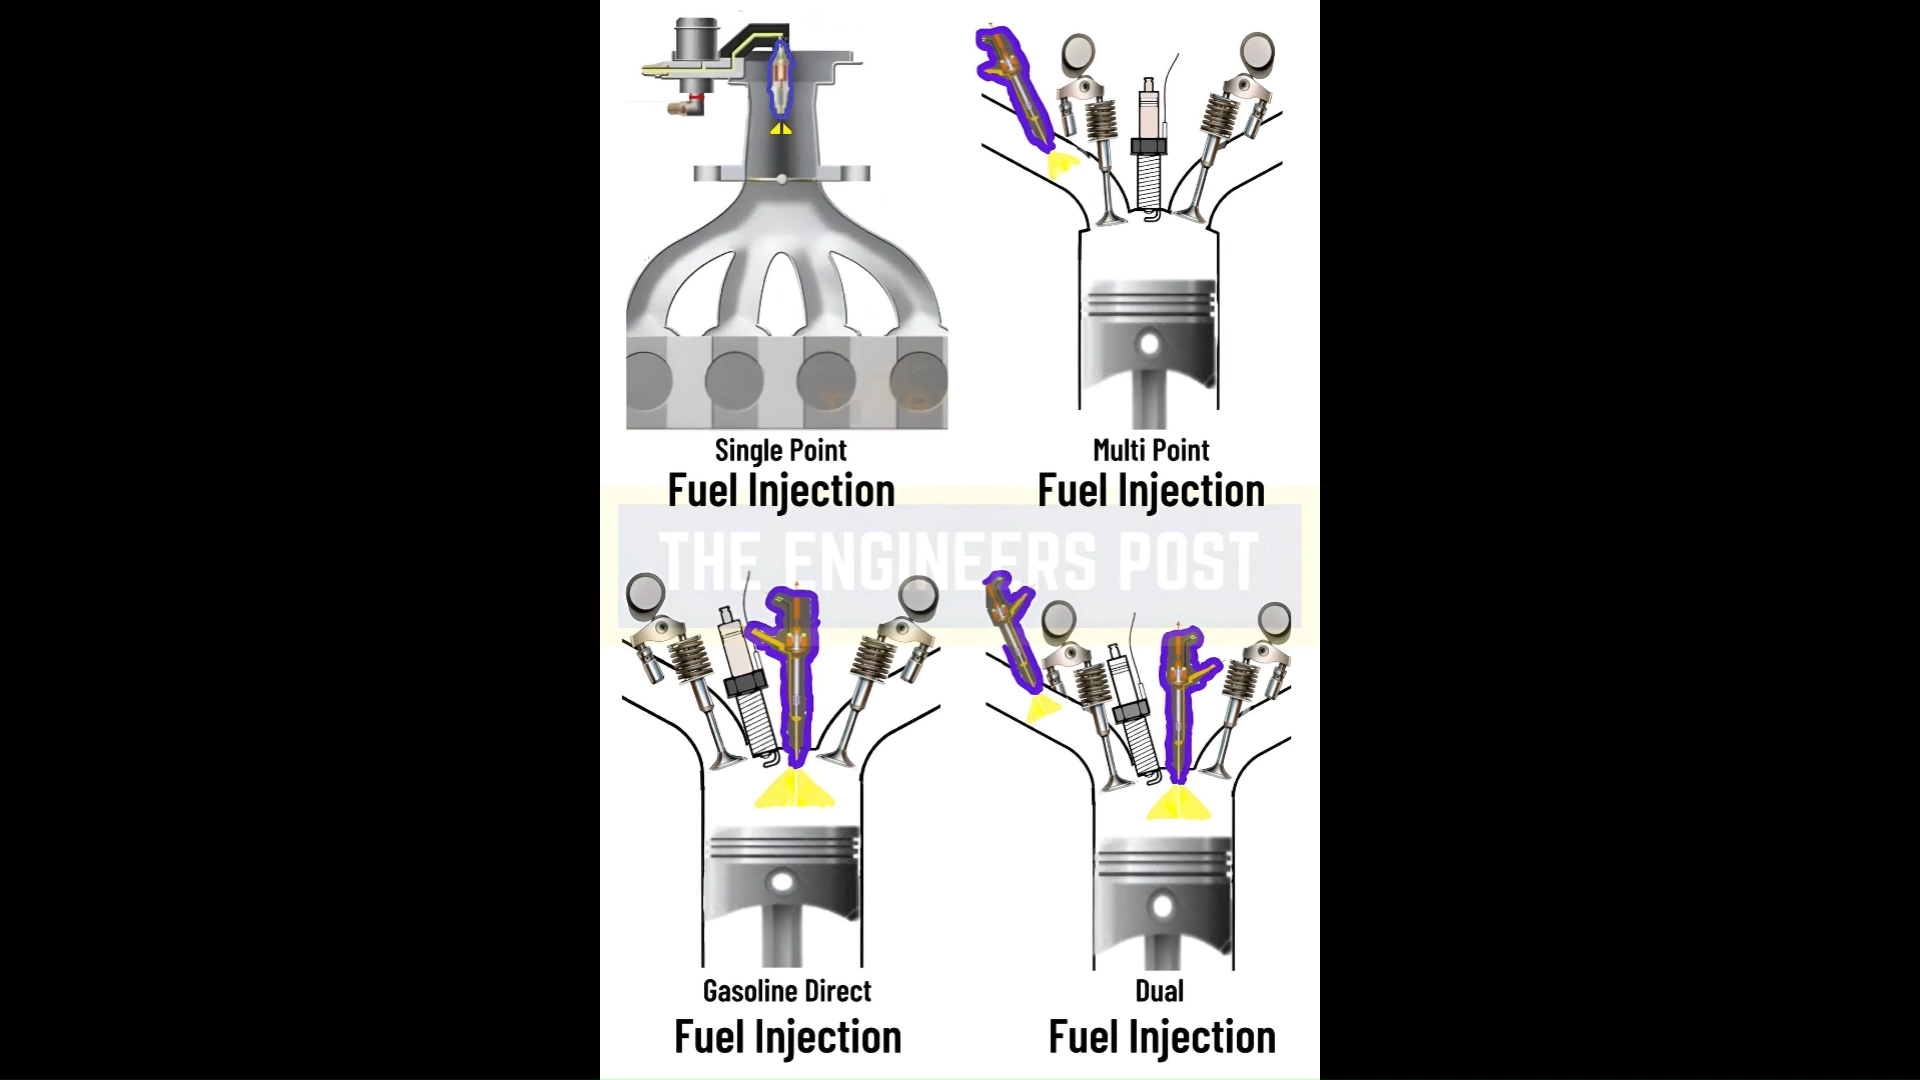 Single Point
Fuel Injection
Multi Point
Fuel Injection
THE ENGINEERS POST
Gasoline Direct
Fuel Injection
Dual
Fuel Injection